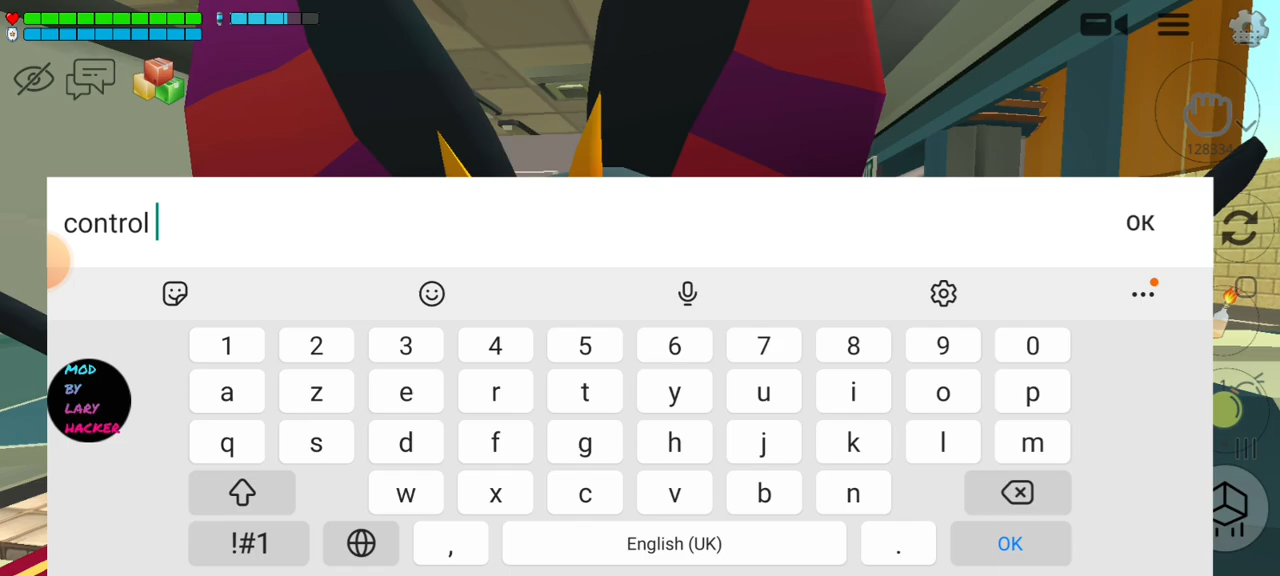 128334
control
OK
1 2 3 4 5 6 7 8 9 0
a z e r t y u i o p
q s d f g h j k l m
w x c v b n
!#1 , English (UK) . OK
MOD
BY
LARY
HACKER